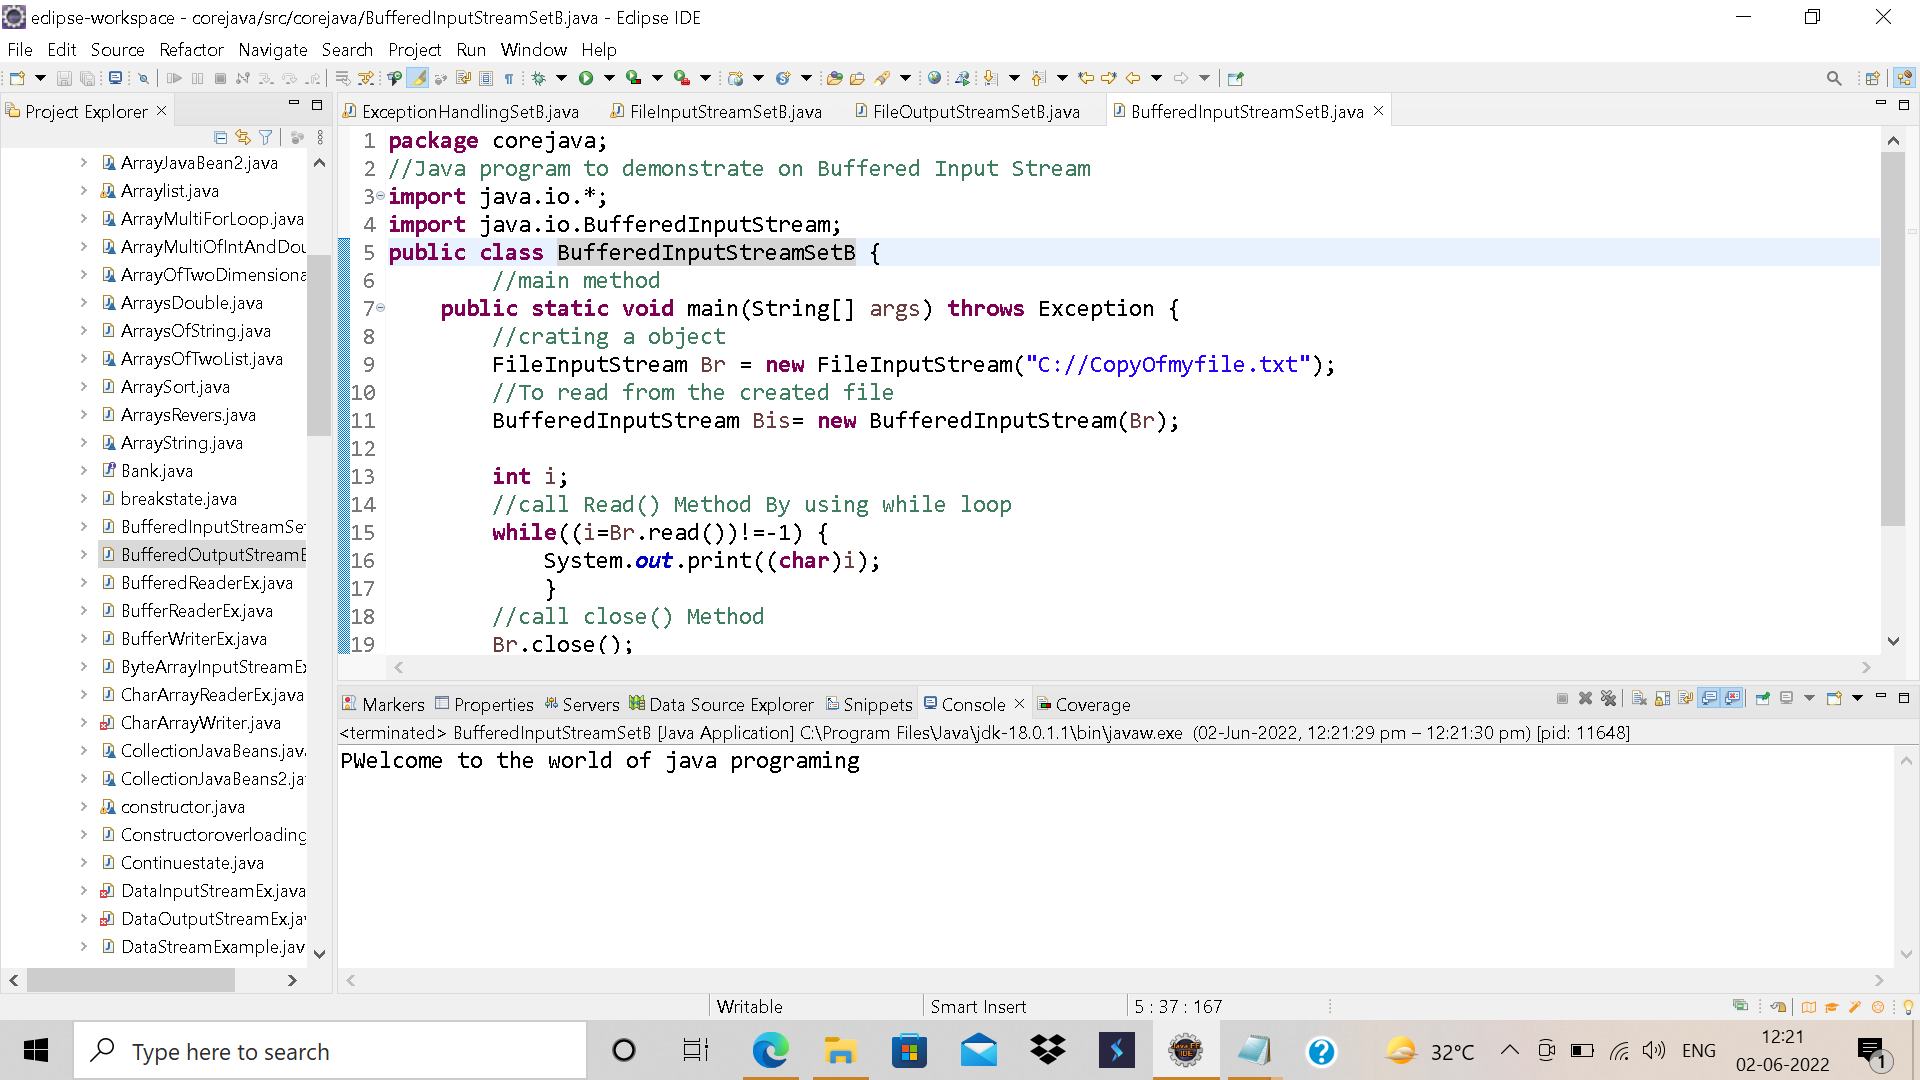 eclipse-workspace - corejava/src/corejava/BufferedInputStreamSetB.java - Eclipse IDE
File Edit Source Refactor Navigate Search Project Run Window Help
Project Explorer
ArrayJavaBean2.java
Arraylist.java
ArrayMultiForLoop.java
ArrayMultiOfIntAndDou
ArrayOfTwoDimensiona
ArraysDouble.java
ArraysOfString.java
ArraysOfTwoList.java
ArraySort.java
ArraysRevers.java
ArrayString.java
Bank.java
breakstate.java
BufferedInputStreamSet
BufferedOutputStreamE
BufferedReaderEx.java
BufferReaderEx.java
BufferWriterEx.java
ByteArrayInputStreamEx
CharArrayReaderEx.java
CharArrayWriter.java
CollectionJavaBeans.java
CollectionJavaBeans2.ja
constructor.java
Constructoroverloading
Continuestate.java
DataInputStreamEx.java
DataOutputStreamEx.jav
DataStreamExample.jav
ExceptionHandlingSetB.java FileInputStreamSetB.java FileOutputStreamSetB.java BufferedInputStreamSetB.java
1 package corejava;
2 //Java program to demonstrate on Buffered Input Stream
3 import java.io.*;
4 import java.io.BufferedInputStream;
5 public class BufferedInputStreamSetB {
6 //main method
7 public static void main(String[] args) throws Exception {
8 //crating a object
9 FileInputStream Br = new FileInputStream("C://CopyOfmyfile.txt");
10 //To read from the created file
11 BufferedInputStream Bis= new BufferedInputStream(Br);
12
13 int i;
14 //call Read() Method By using while loop
15 while((i=Br.read())!=-1) {
16 System.out.print((char)i);
17 }
18 //call close() Method
19 Br.close();
Markers Properties Servers Data Source Explorer Snippets Console Coverage
<terminated> BufferedInputStreamSetB [Java Application] C:\Program Files\Java\jdk-18.0.1.1\bin\javaw.exe (02-Jun-2022, 12:21:29 pm – 12:21:30 pm) [pid: 11648]
PWelcome to the world of java programing
Writable Smart Insert 5 : 37 : 167
Type here to search
Java EE
IDE
32°C ENG
12:21
02-06-2022
1